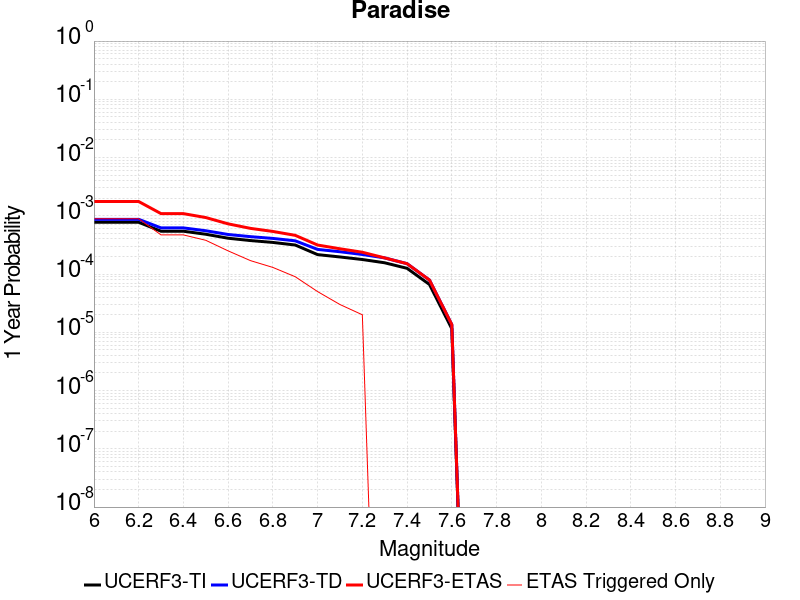 Paradise
1 Year Probability
10^0
10^-1
10^-2
10^-3
10^-4
10^-5
10^-6
10^-7
10^-8
6 6.2 6.4 6.6 6.8 7 7.2 7.4 7.6 7.8 8 8.2 8.4 8.6 8.8 9
Magnitude
UCERF3-TI UCERF3-TD UCERF3-ETAS ETAS Triggered Only